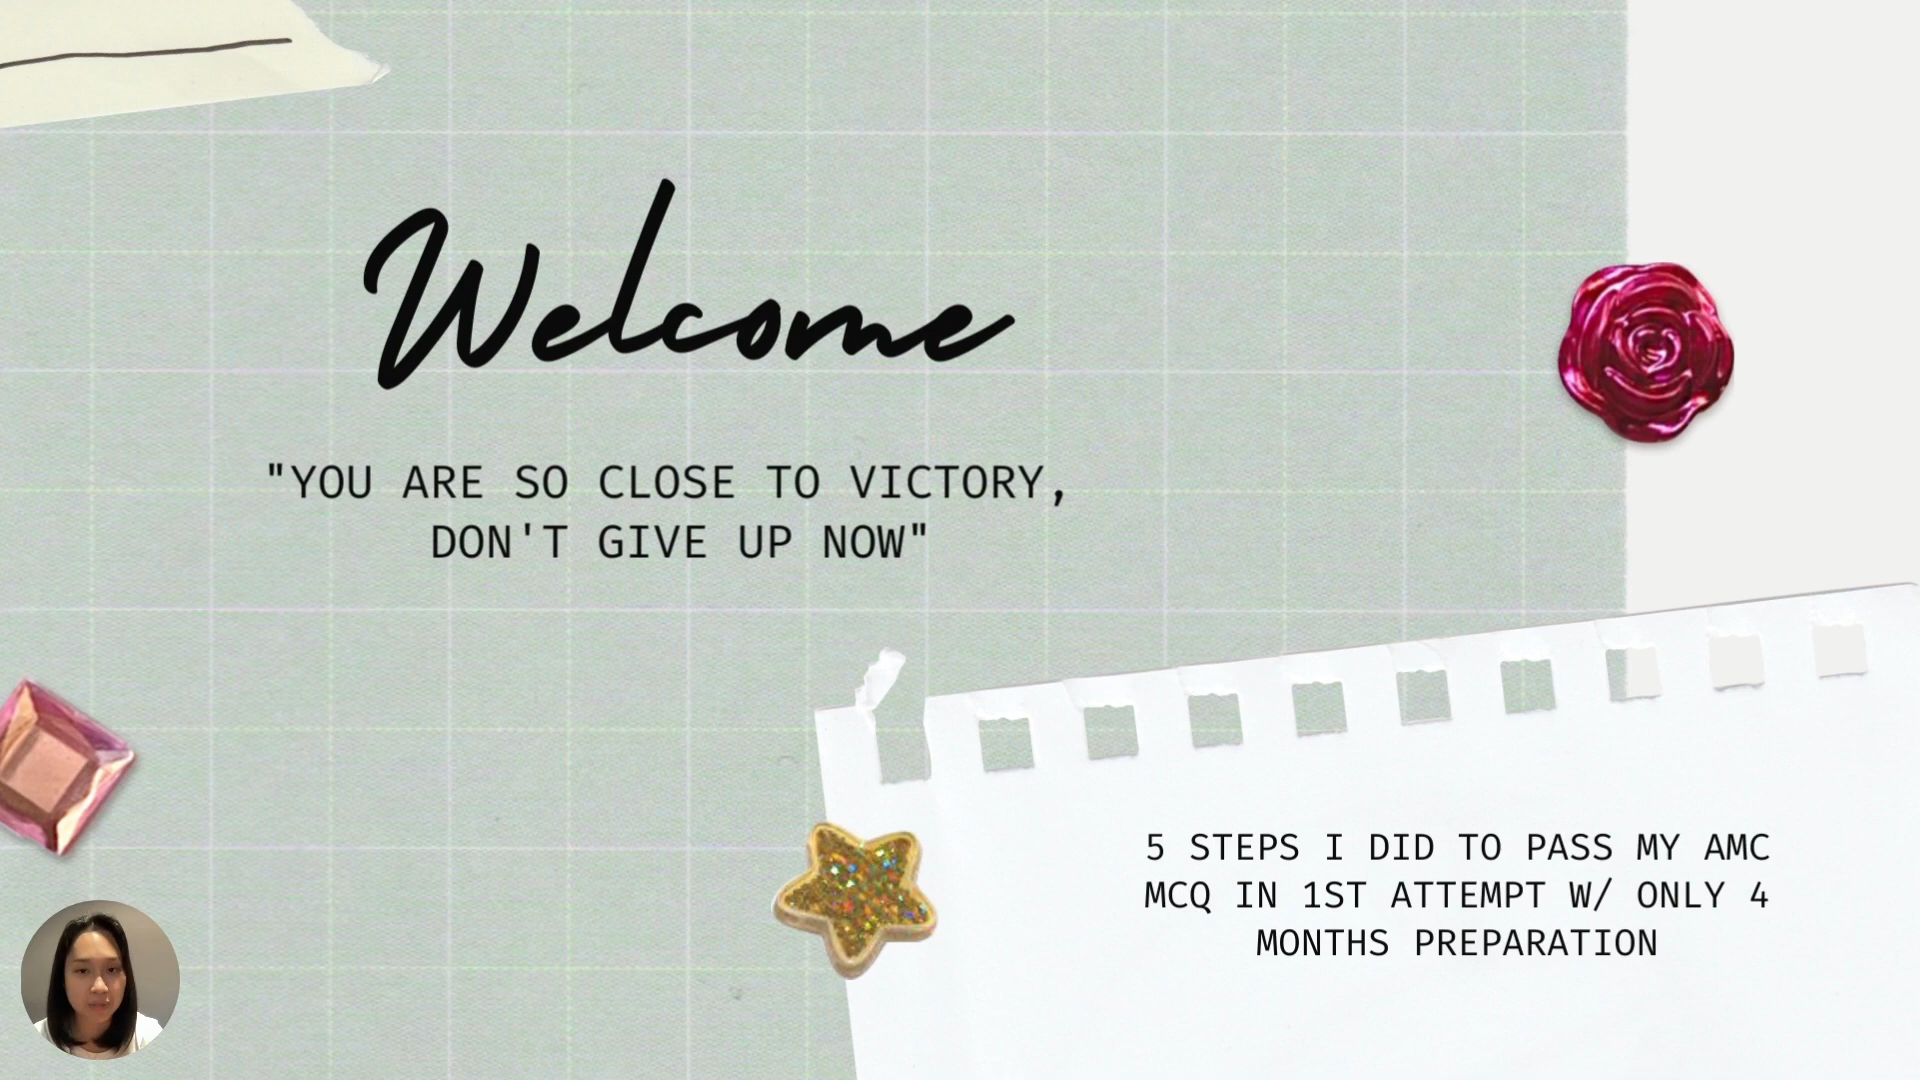 Welcome
"YOU ARE SO CLOSE TO VICTORY,
DON'T GIVE UP NOW"
5 STEPS I DID TO PASS MY AMC
MCQ IN 1ST ATTEMPT W/ ONLY 4
MONTHS PREPARATION